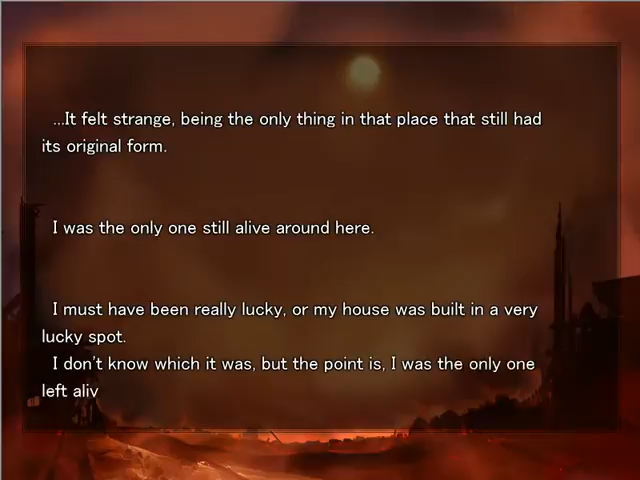 ...It felt strange, being the only thing in that place that still had
its original form.
I was the only one still alive around here.
I must have been really lucky, or my house was built in a very
lucky spot.
I don't know which it was, but the point is, I was the only one
left aliv